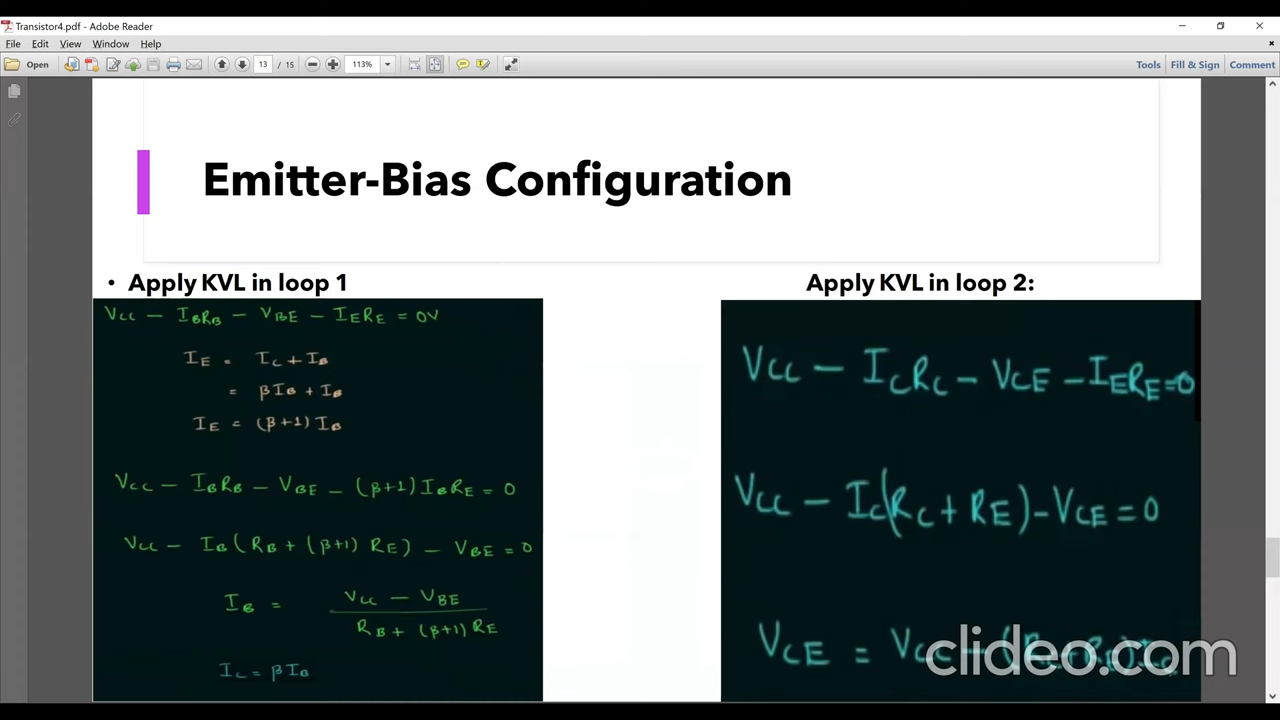 Transistor4.pdf - Adobe Reader
File Edit View Window Help
Open 13 / 15 113% Tools Fill & Sign Comment
Emitter-Bias Configuration
• Apply KVL in loop 1
VCC - IBRB - VBE - IERE = 0V
IE = IC + IB
= βIB + IB
IE = (β+1) IB
VCC - IBRB - VBE - (β+1) IBRE = 0
VCC - IB(RB + (β+1) RE) - VBE = 0
IB = VCC - VBE
RB + (β+1) RE
IC = βIB
Apply KVL in loop 2:
VCC - ICRC - VCE - IERE=0
VCC - IC(RC + RE) - VCE = 0
VCE = VCC - (RC+RE)IC
clideo.com